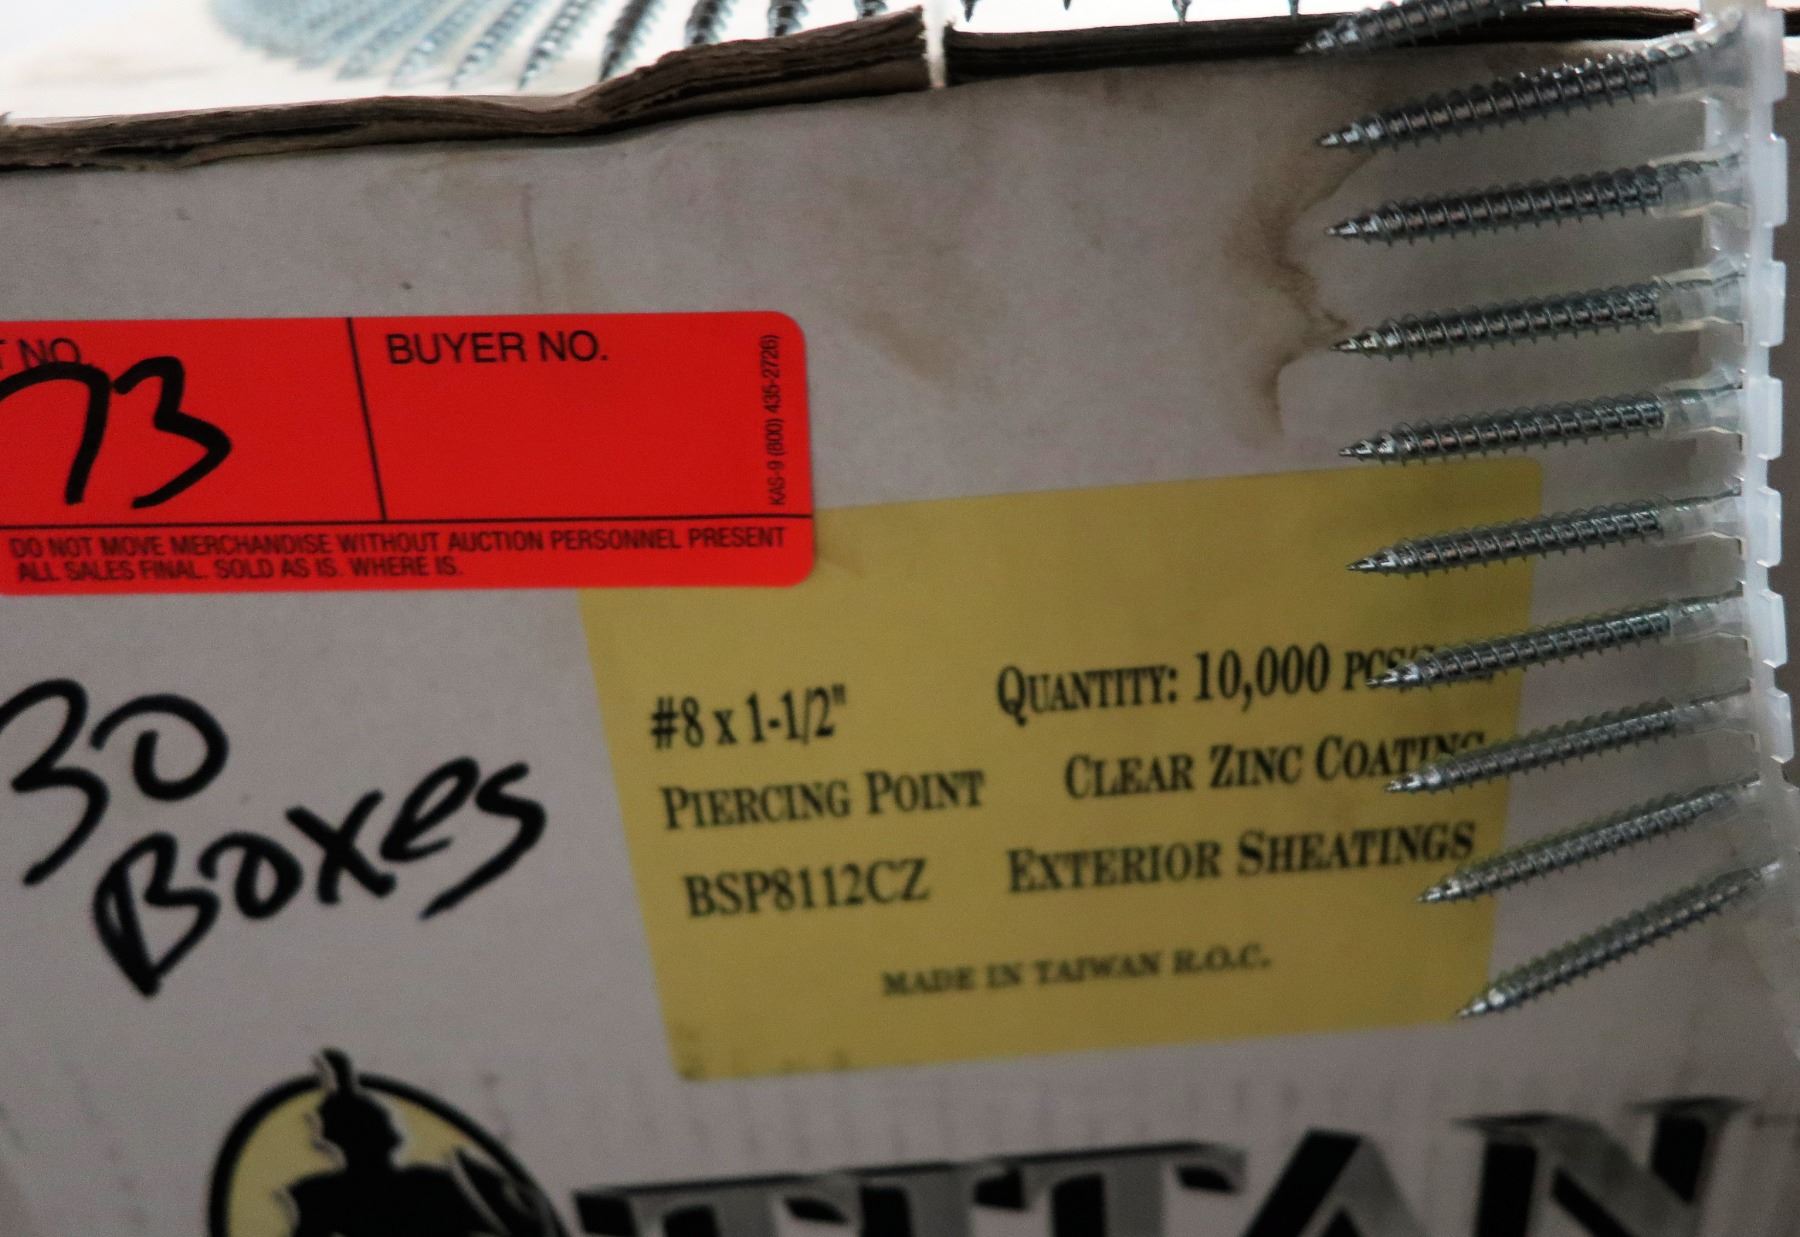 T NO.
73
BUYER NO.
KAS-9 (800) 435-2726)
DO NOT MOVE MERCHANDISE WITHOUT AUCTION PERSONNEL PRESENT
ALL SALES FINAL. SOLD AS IS. WHERE IS.
30
BOXES
#8 x 1-1/2" QUANTITY: 10,000 PCS/
PIERCING POINT CLEAR ZINC COATING
BSP8112CZ EXTERIOR SHEATINGS
MADE IN TAIWAN R.O.C.
TITAN